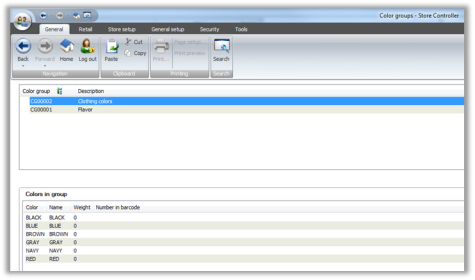 Color groups - Store Controller
General Retail Store setup General setup Security Tools
Cut Page setup...
Copy Print preview
Back Forward Home Log out Paste Print... Search
Navigation Clipboard Printing Search
Color group Description
CG00002 Clothing colors
CG00001 Flavor
Colors in group
Color Name Weight Number in barcode
BLACK BLACK 0
BLUE BLUE 0
BROWN BROWN 0
GRAY GRAY 0
NAVY NAVY 0
RED RED 0